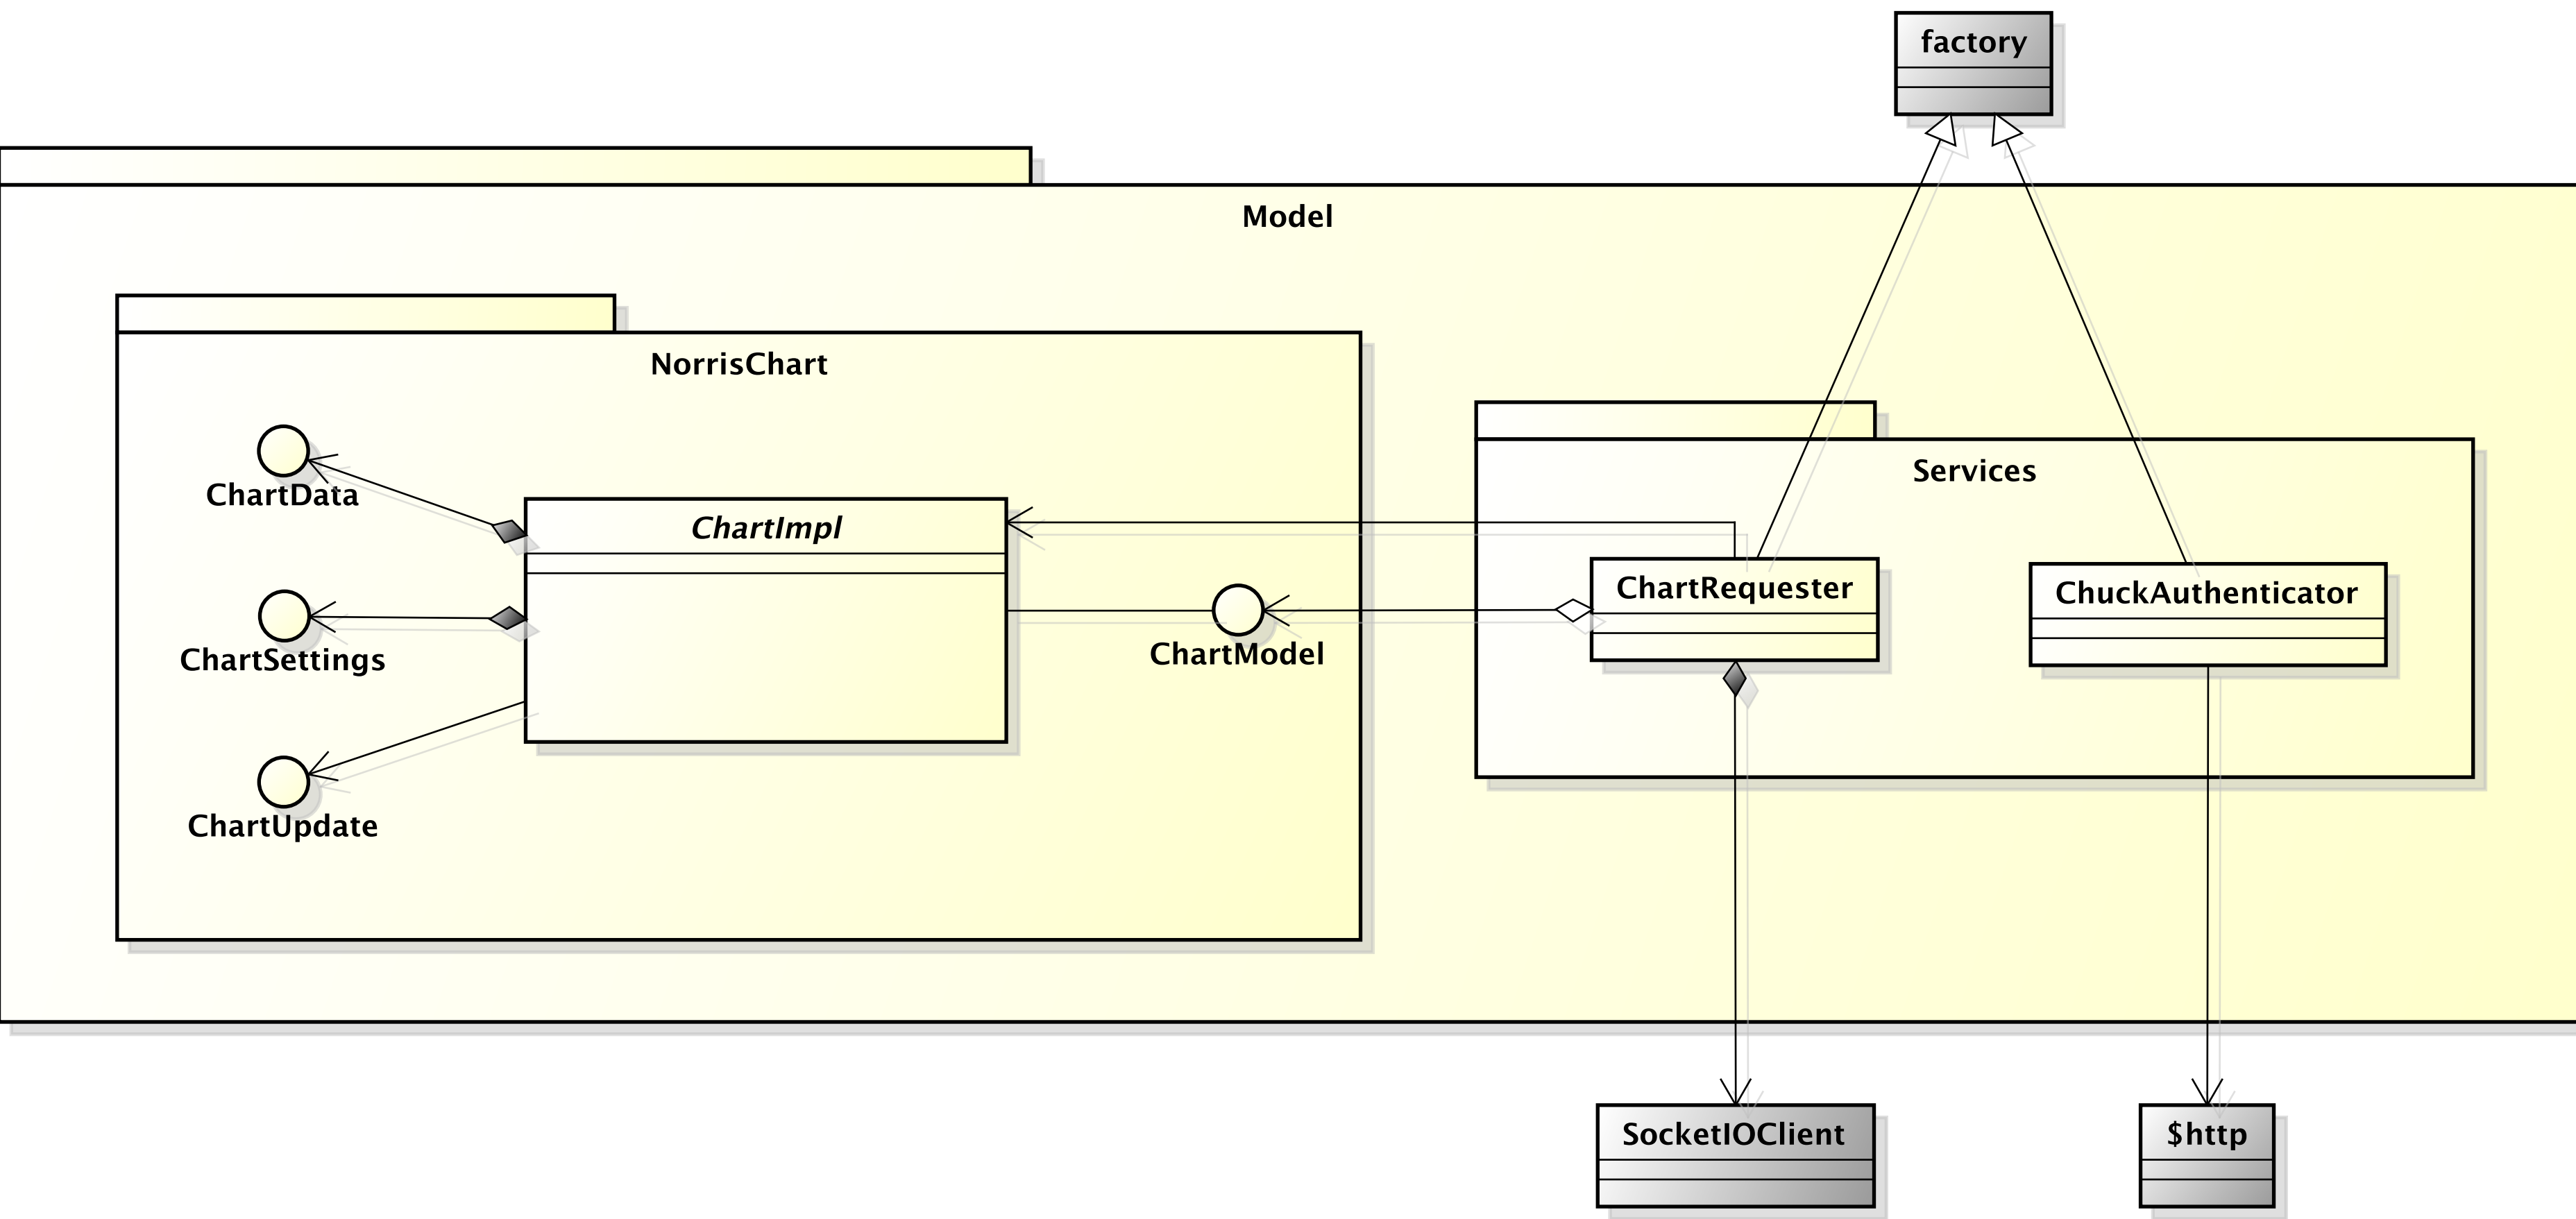 factory
Model
NorrisChart
ChartData
ChartImpl
ChartSettings
ChartUpdate
ChartModel
Services
ChartRequester
ChuckAuthenticator
SocketIOClient
$http